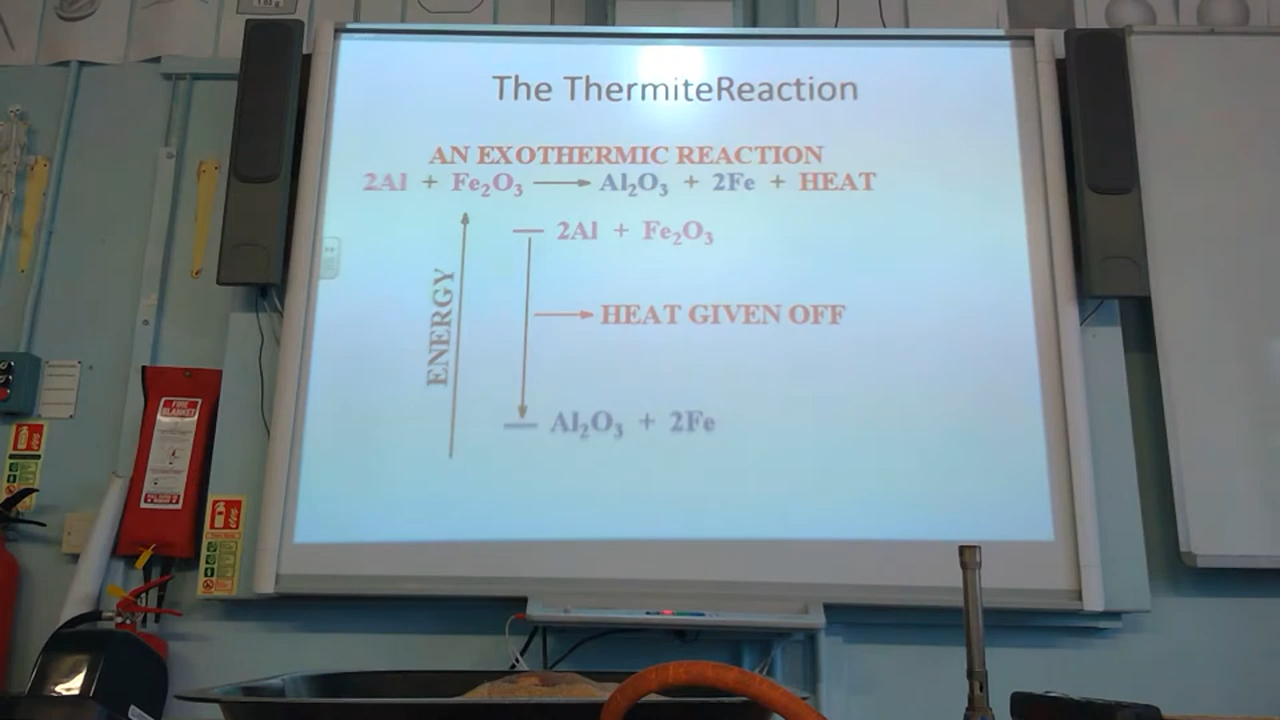 The ThermiteReaction
AN EXOTHERMIC REACTION
2Al + Fe₂O₃ ⟶ Al₂O₃ + 2Fe + HEAT
2Al + Fe₂O₃
ENERGY
HEAT GIVEN OFF
Al₂O₃ + 2Fe
FIRE
BLANKET